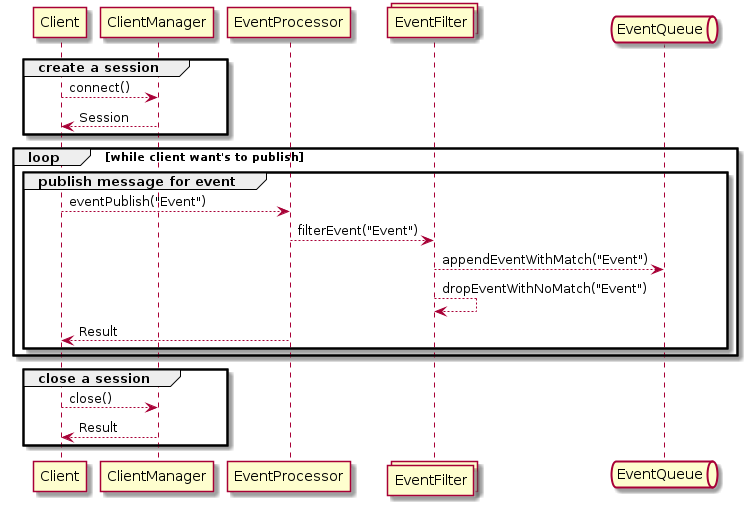 Client ClientManager EventProcessor EventFilter EventQueue
create a session
connect()
Session
loop [while client want's to publish]
publish message for event
eventPublish("Event")
filterEvent("Event")
appendEventWithMatch("Event")
dropEventWithNoMatch("Event")
Result
close a session
close()
Result
Client ClientManager EventProcessor EventFilter EventQueue